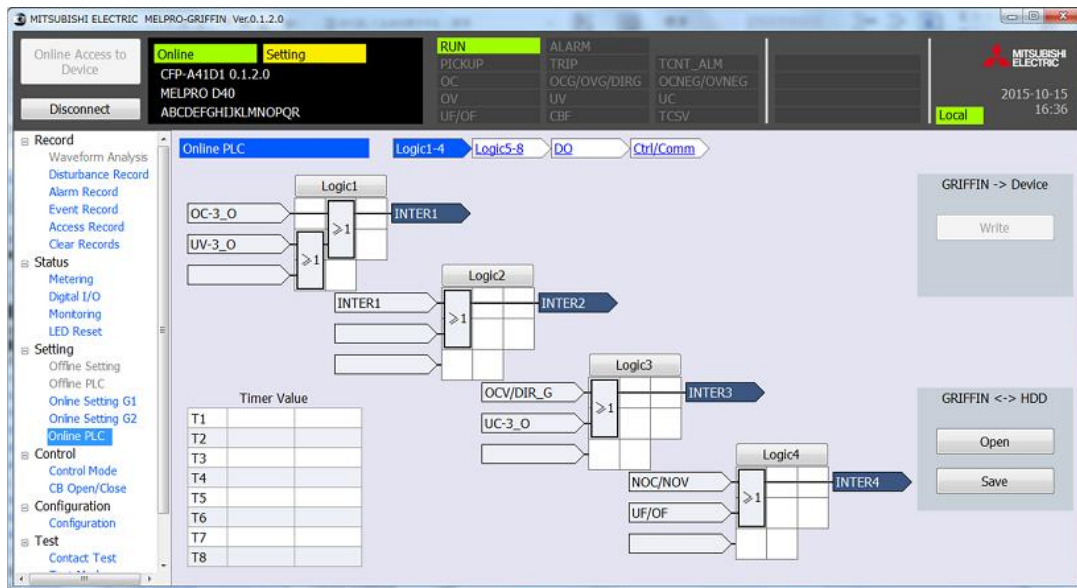 MITSUBISHI ELECTRIC MELPRO-GRIFFIN Ver.0.1.2.0
Online Access to Device
Disconnect
Online Setting
CFP-A41D1 0.1.2.0
MELPRO D40
ABCDEFGHIJKLMNOPQR
RUN ALARM
PICKUP TRIP TCNT_ALM
OC OCG/OVG/DIRG OCNEG/OVNEG
OV UV UC
UF/OF CBF TCSV
MITSUBISHI ELECTRIC
2015-10-15
16:36
Local
Record
Waveform Analysis
Disturbance Record
Alarm Record
Event Record
Access Record
Clear Records
Status
Metering
Digital I/O
Monitoring
LED Reset
Setting
Offline Setting
Offline PLC
Online Setting G1
Online Setting G2
Online PLC
Control
Control Mode
CB Open/Close
Configuration
Configuration
Test
Contact Test
Online PLC
Logic1-4 Logic5-8 DO Ctrl/Comm
Logic1
OC-3_O
UV-3_O
≥1
≥1
INTER1
Logic2
INTER1
≥1
INTER2
Logic3
OCV/DIR_G
UC-3_O
≥1
INTER3
Logic4
NOC/NOV
UF/OF
≥1
INTER4
Timer Value
T1
T2
T3
T4
T5
T6
T7
T8
GRIFFIN -> Device
Write
GRIFFIN <-> HDD
Open
Save